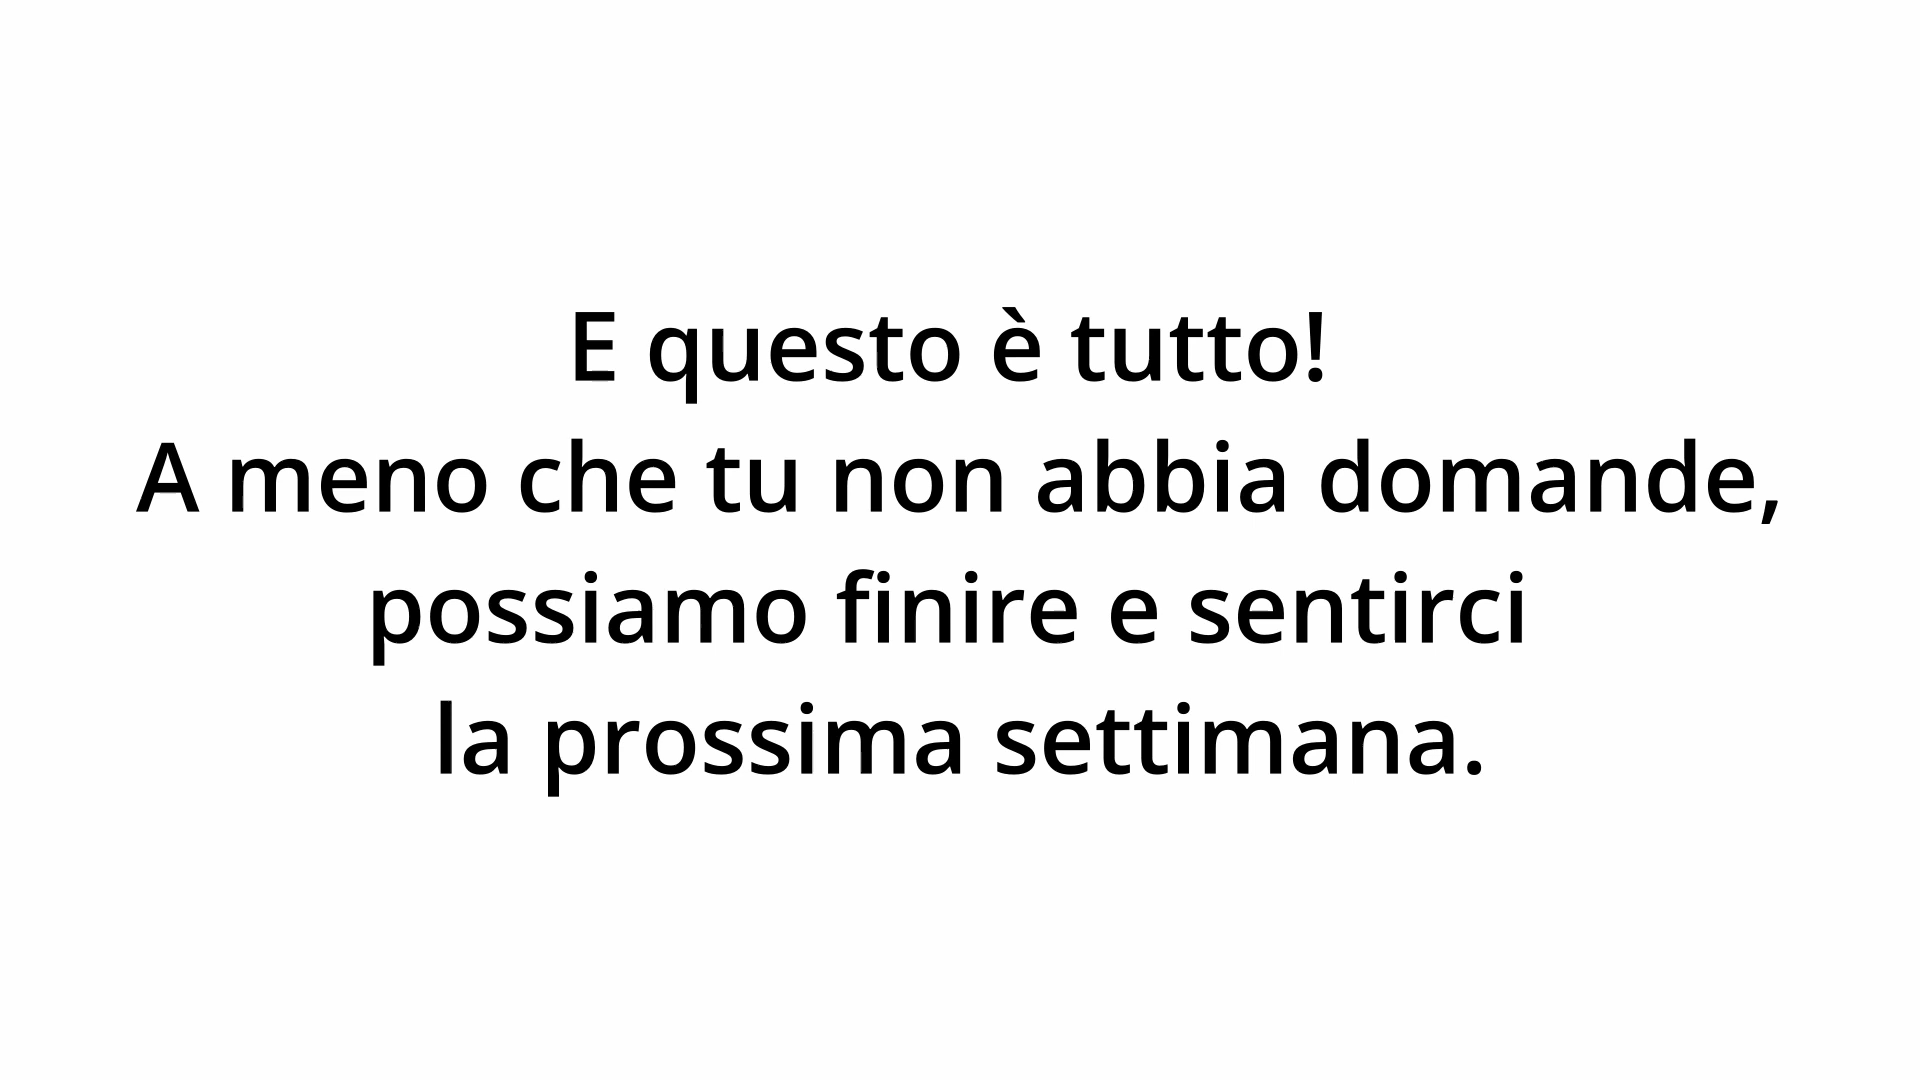 E questo è tutto!
A meno che tu non abbia domande,
possiamo finire e sentirci
la prossima settimana.